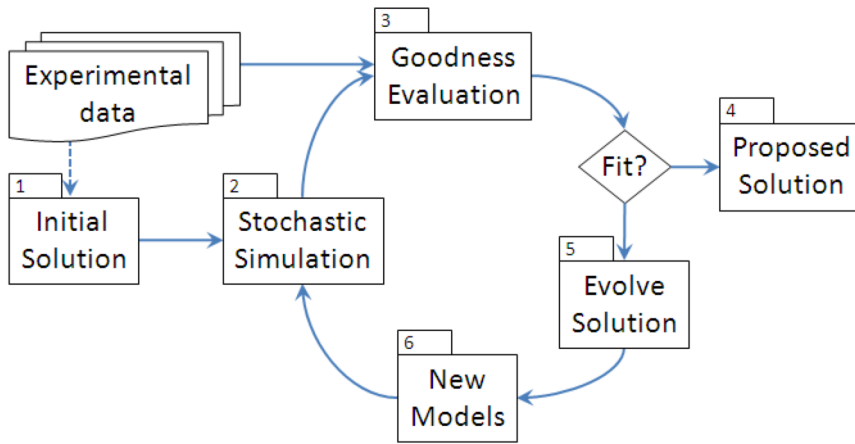 Experimental
data
1
Initial
Solution
2
Stochastic
Simulation
3
Goodness
Evaluation
Fit?
4
Proposed
Solution
5
Evolve
Solution
6
New
Models